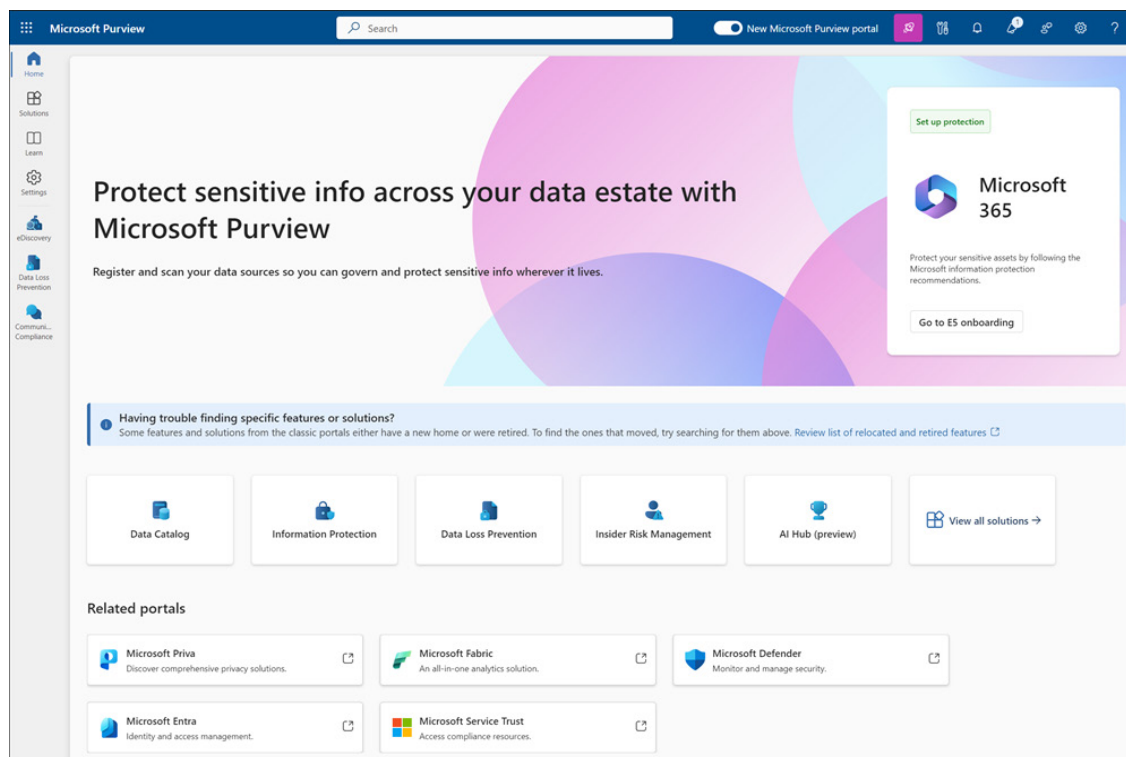 Microsoft Purview
Search
New Microsoft Purview portal
1
?
Home
Solutions
Learn
Settings
eDiscovery
Data Loss
Prevention
Communi...
Compliance
Protect sensitive info across your data estate with
Microsoft Purview
Register and scan your data sources so you can govern and protect sensitive info wherever it lives.
Set up protection
Microsoft
365
Protect your sensitive assets by following the
Microsoft information protection
recommendations.
Go to E5 onboarding
Having trouble finding specific features or solutions?
Some features and solutions from the classic portals either have a new home or were retired. To find the ones that moved, try searching for them above. Review list of relocated and retired features
Data Catalog
Information Protection
Data Loss Prevention
Insider Risk Management
AI Hub (preview)
View all solutions →
Related portals
Microsoft Priva
Discover comprehensive privacy solutions.
Microsoft Fabric
An all-in-one analytics solution.
Microsoft Defender
Monitor and manage security.
Microsoft Entra
Identity and access management.
Microsoft Service Trust
Access compliance resources.